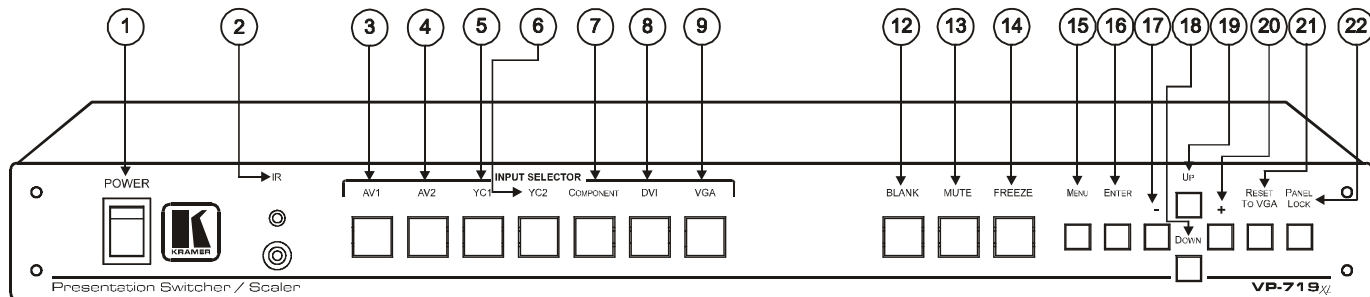 1 2 3 4 5 6 7 8 9 12 13 14 15 16 17 18 19 20 21 22
POWER
IR
INPUT SELECTOR
AV1 AV2 YC1 YC2 COMPONENT DVI VGA
BLANK MUTE FREEZE
MENU ENTER - UP + RESET TO VGA PANEL LOCK
DOWN
K
KRAMER
Presentation Switcher / Scaler
VP-719XL